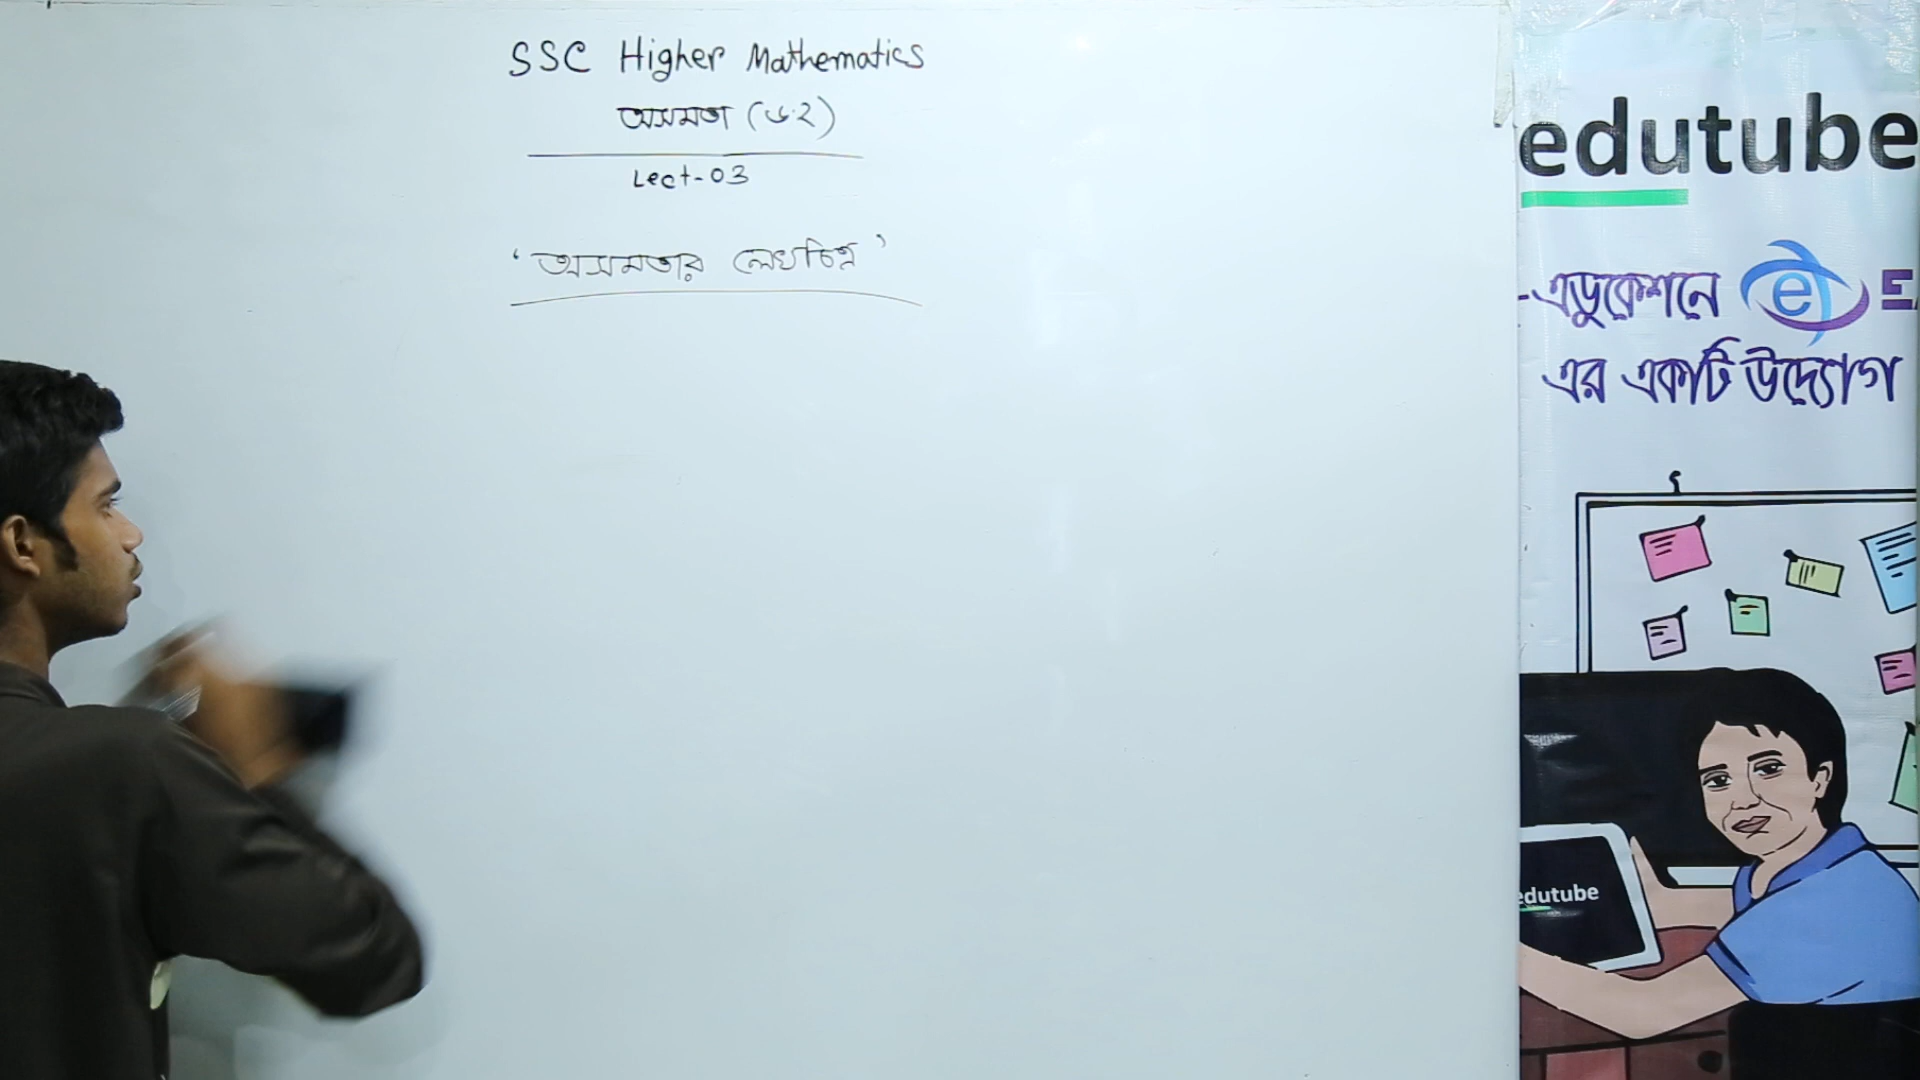 SSC Higher Mathematics
অসমতা (৬.২)
Lect-03
'অসমতার লেখচিত্র'
edutube
-এডুকেশনে e E
এর একটি উদ্যোগ
edutube